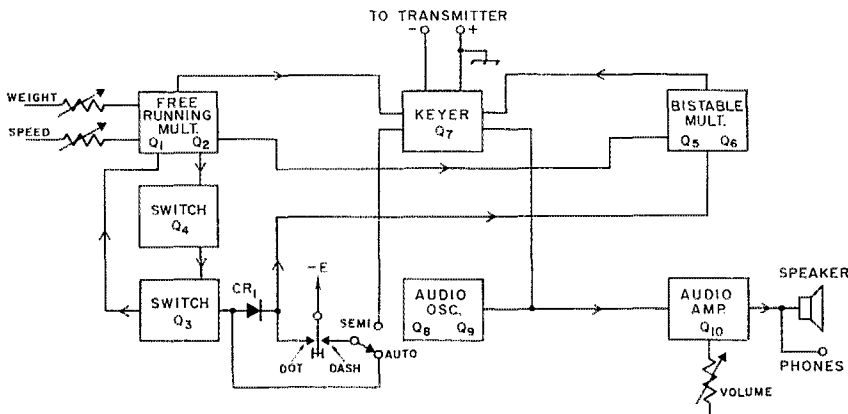 TO TRANSMITTER
- +
WEIGHT
SPEED
FREE
RUNNING
MULT.
Q1 Q2
KEYER
Q7
BISTABLE
MULT.
Q5 Q6
SWITCH
Q4
SWITCH
Q3
CR1
-E
SEMI
AUTO
DOT
DASH
AUDIO
OSC.
Q8 Q9
AUDIO
AMP.
Q10
SPEAKER
PHONES
VOLUME